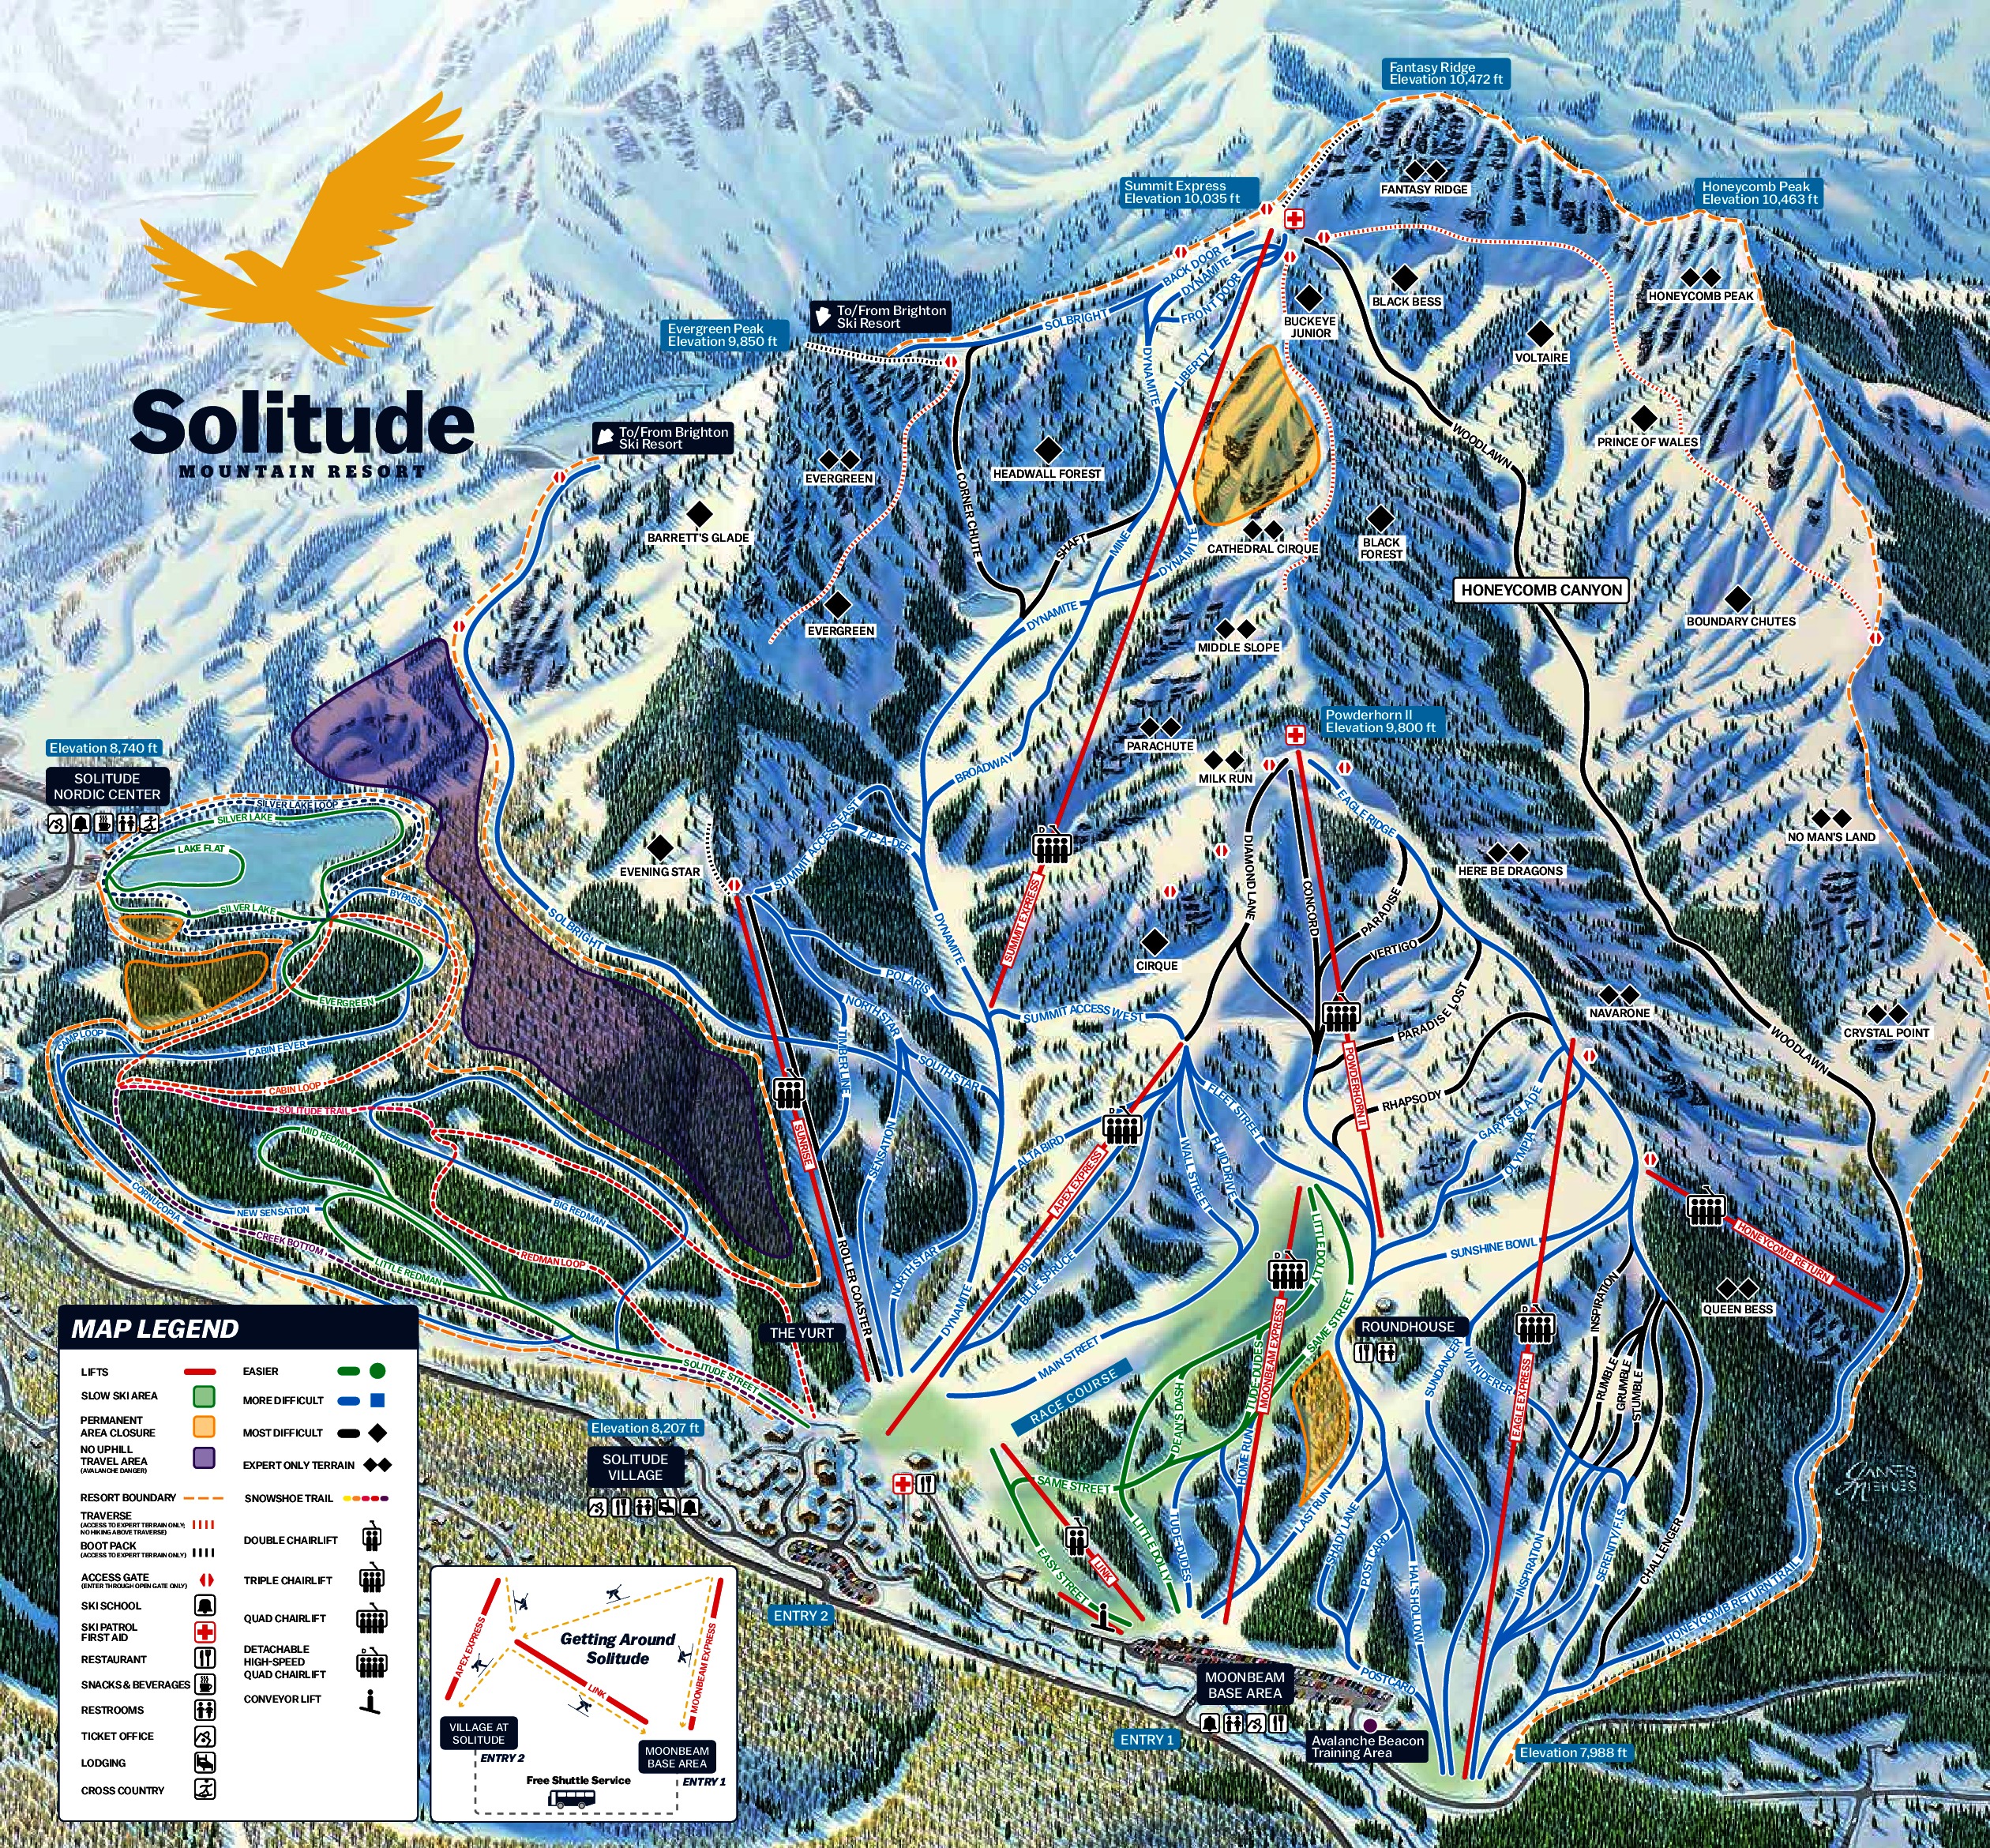 Fantasy Ridge
Elevation 10,472 ft
Summit Express
Elevation 10,035 ft
Honeycomb Peak
Elevation 10,463 ft
FANTASY RIDGE
BACK DOOR
DYNAMITE
FRONT DOOR
SOLBRIGHT
BUCKEYE
JUNIOR
BLACK BESS
HONEYCOMB PEAK
VOLTAIRE
To/From Brighton
Ski Resort
Evergreen Peak
Elevation 9,850 ft
Solitude
MOUNTAIN RESORT
To/From Brighton
Ski Resort
DYNAMITE
LIBERTY
WOODLAWN
PRINCE OF WALES
EVERGREEN
HEADWALL FOREST
CORNER CHUTE
BARRETT'S GLADE
SHAFT
MINE
DYNAMITE
CATHEDRAL CIRQUE
BLACK
FOREST
HONEYCOMB CANYON
BOUNDARY CHUTES
EVERGREEN
DYNAMITE
MIDDLE SLOPE
PARACHUTE
MILK RUN
Powderhorn II
Elevation 9,800 ft
BROADWAY
EAGLE RIDGE
NO MAN'S LAND
HERE BE DRAGONS
Elevation 8,740 ft
SOLITUDE
NORDIC CENTER
SILVER LAKE LOOP
SILVER LAKE
LAKE FLAT
SILVER LAKE
BYPASS
EVERGREEN
CAMP LOOP
CABIN FEVER
CABIN LOOP
SOLITUDE TRAIL
MID REDMAN
CORNUCOPIA
NEW SENSATION
CREEK BOTTOM
LITTLE REDMAN
BIG REDMAN
REDMAN LOOP
SOLITUDE STREET
THE YURT
EVENING STAR
SUMMIT ACCESS EAST
ZIP-A-DEE
SOLBRIGHT
DYNAMITE
SUMMIT EXPRESS
POLARIS
NORTH STAR
TIMBERLINE
SOUTH STAR
SUNRISE
SENSATION
ROLLER COASTER
NORTH STAR
DYNAMITE
CIRQUE
SUMMIT ACCESS WEST
DIAMOND LANE
CONCORD
PARADISE
VERTIGO
PARADISE LOST
POWDERHORN II
RHAPSODY
NAVARONE
CRYSTAL POINT
WOODLAWN
FLEET STREET
ALTA BIRD
APEX EXPRESS
WALL STREET
FLUID DRIVE
TBD
BLUE SPRUCE
GARY'S GLADE
OLYMPIA
SUNSHINE BOWL
HONEYCOMB RETURN
QUEEN BESS
LITTLE DOLLY
MAIN STREET
RACE COURSE
SAME STREET
MOONBEAM EXPRESS
TUDE-DUDES
DEAN'S DASH
ROUNDHOUSE
SUNDANCER
WANDERER
EAGLE EXPRESS
INSPIRATION
RUMBLE
GRUMBLE
STUMBLE
SAME STREET
HOME RUN
LAST RUN
SHADY LANE
POSTCARD
HAL'S HOLLOW
INSPIRATION
SERENITY/I.S.
CHALLENGER
HONEYCOMB RETURN TRAIL
JAMES NIEHUES
EASY STREET
LINK
LITTLE DOLLY
TUDE-DUDES
POSTCARD
Elevation 8,207 ft
SOLITUDE
VILLAGE
ENTRY 2
MOONBEAM
BASE AREA
ENTRY 1
Avalanche Beacon
Training Area
Elevation 7,988 ft
MAP LEGEND
LIFTS
SLOW SKI AREA
PERMANENT
AREA CLOSURE
NO UPHILL
TRAVEL AREA
(AVALANCHE DANGER)
RESORT BOUNDARY
TRAVERSE
(ACCESS TO EXPERT TERRAIN ONLY;
NO HIKING ABOVE TRAVERSE)
BOOT PACK
(ACCESS TO EXPERT TERRAIN ONLY)
ACCESS GATE
(ENTER THROUGH OPEN GATE ONLY)
SKI SCHOOL
SKI PATROL
FIRST AID
RESTAURANT
SNACKS & BEVERAGES
RESTROOMS
TICKET OFFICE
LODGING
CROSS COUNTRY
EASIER
MORE DIFFICULT
MOST DIFFICULT
EXPERT ONLY TERRAIN
SNOWSHOE TRAIL
DOUBLE CHAIRLIFT
TRIPLE CHAIRLIFT
QUAD CHAIRLIFT
DETACHABLE
HIGH-SPEED
QUAD CHAIRLIFT
CONVEYOR LIFT
Getting Around
Solitude
APEX EXPRESS
LINK
MOONBEAM EXPRESS
VILLAGE AT
SOLITUDE
ENTRY 2
MOONBEAM
BASE AREA
ENTRY 1
Free Shuttle Service